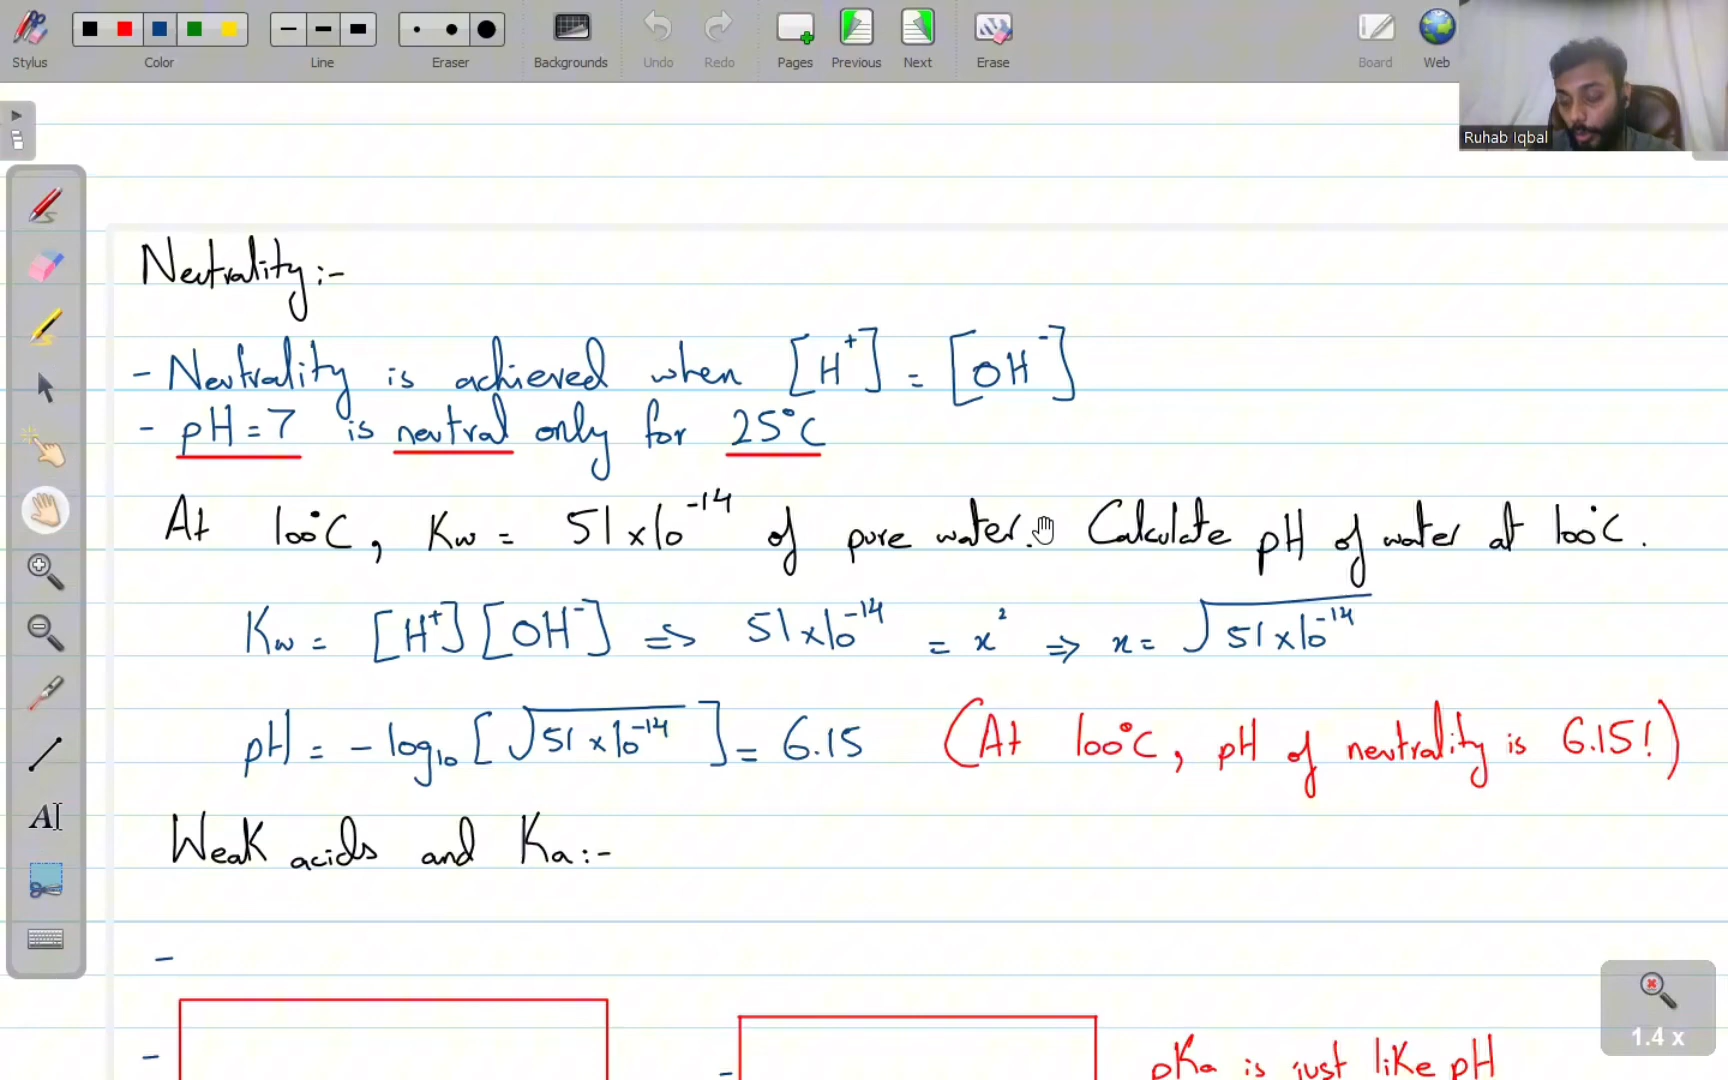 Stylus
Color
Line
Eraser
Backgrounds
Undo
Redo
Pages
Previous
Next
Erase
Board
Web
Ruhab Iqbal
Neutrality:-
- Neutrality is achieved when [H⁺] = [OH⁻]
- pH = 7 is neutral only for 25°C
At 100°C, Kw = 51 x 10⁻¹⁴ of pure water. Calculate pH of water at 100°C.
Kw = [H⁺][OH⁻] => 51 x 10⁻¹⁴ = x² => x = √51 x 10⁻¹⁴
pH = - log₁₀ [√51 x 10⁻¹⁴] = 6.15 (At 100°C, pH of neutrality is 6.15!)
Weak acids and Ka:-
-
-
- pKa is just like pH
AI
1.4 x